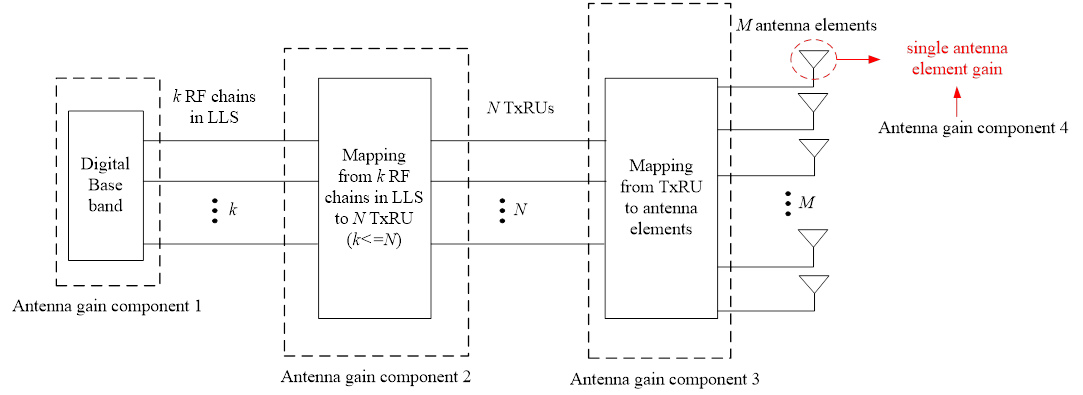 M antenna elements
single antenna
element gain
Antenna gain component 4
k RF chains
in LLS
N TxRUs
Digital
Base
band
Mapping
from k RF
chains in LLS
to N TxRU
(k<=N)
Mapping
from TxRU
to antenna
elements
k
N
M
Antenna gain component 1
Antenna gain component 2
Antenna gain component 3